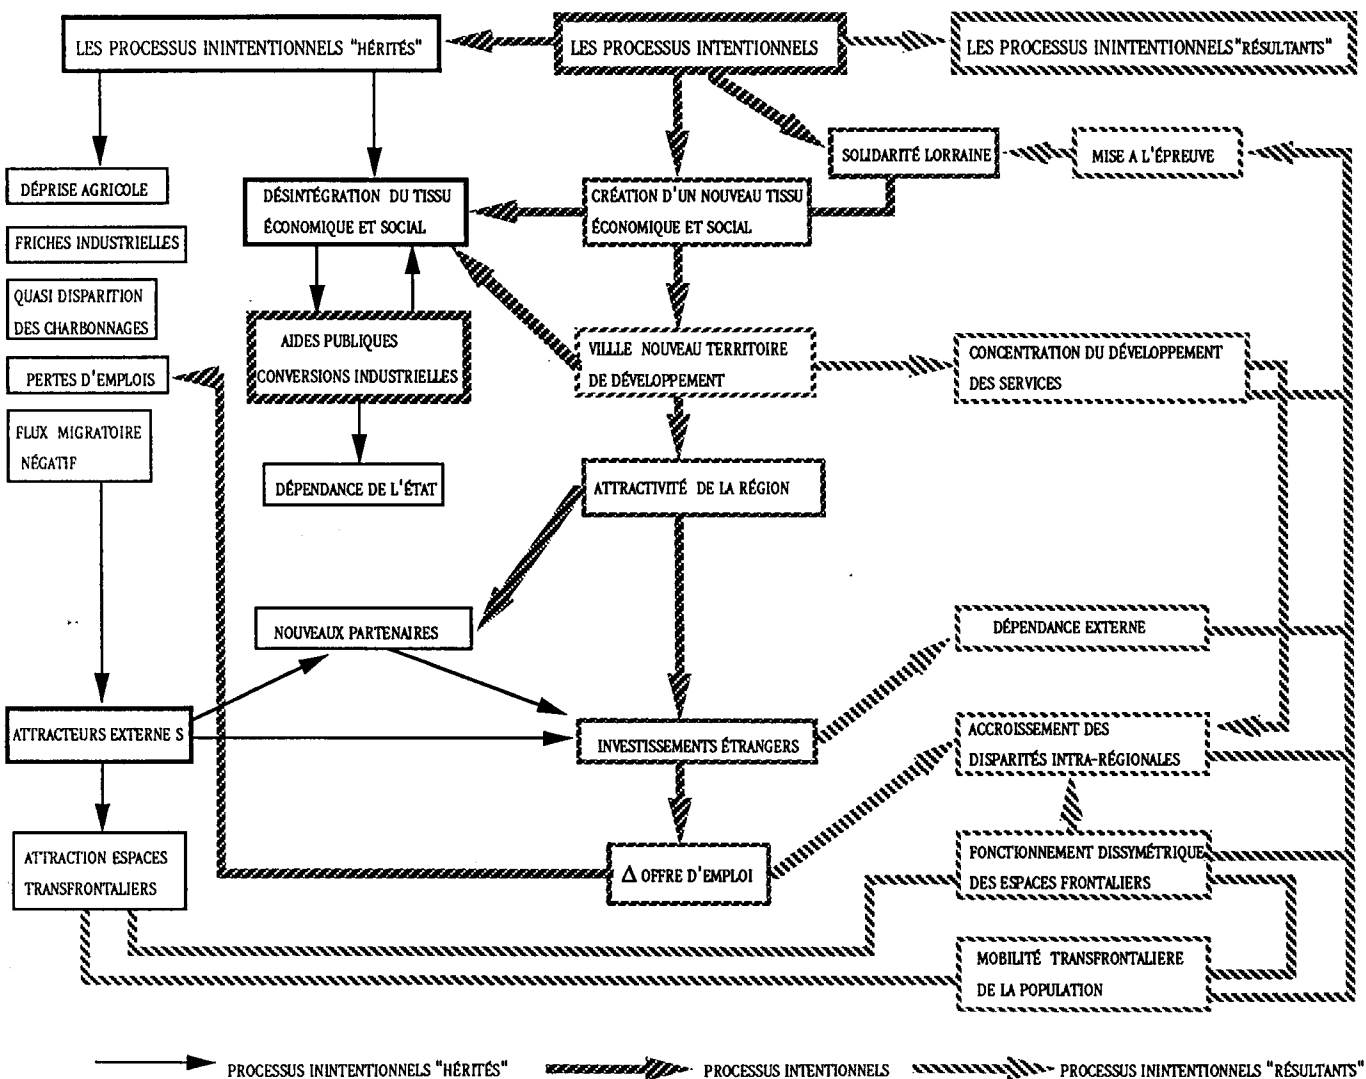 LES PROCESSUS ININTENTIONNELS "HÉRITÉS"
LES PROCESSUS INTENTIONNELS
LES PROCESSUS ININTENTIONNELS "RÉSULTANTS"
SOLIDARITÉ LORRAINE
MISE A L'ÉPREUVE
DÉPRISE AGRICOLE
DÉSINTÉGRATION DU TISSU
ÉCONOMIQUE ET SOCIAL
CRÉATION D'UN NOUVEAU TISSU
ÉCONOMIQUE ET SOCIAL
FRICHES INDUSTRIELLES
QUASI DISPARITION
DES CHARBONNAGES
AIDES PUBLIQUES
CONVERSIONS INDUSTRIELLES
VILLLE NOUVEAU TERRITOIRE
DE DÉVELOPPEMENT
CONCENTRATION DU DÉVELOPPEMENT
DES SERVICES
PERTES D'EMPLOIS
FLUX MIGRATOIRE
NÉGATIF
DÉPENDANCE DE L'ÉTAT
ATTRACTIVITÉ DE LA RÉGION
NOUVEAUX PARTENAIRES
DÉPENDANCE EXTERNE
ATTRACTEURS EXTERNE S
INVESTISSEMENTS ÉTRANGERS
ACCROISSEMENT DES
DISPARITÉS INTRA-RÉGIONALES
ATTRACTION ESPACES
TRANSFRONTALIERS
Δ OFFRE D'EMPLOI
FONCTIONNEMENT DISSYMÉTRIQUE
DES ESPACES FRONTALIERS
MOBILITÉ TRANSFRONTALIERE
DE LA POPULATION
PROCESSUS ININTENTIONNELS "HÉRITÉS"
PROCESSUS INTENTIONNELS
PROCESSUS ININTENTIONNELS "RÉSULTANTS"